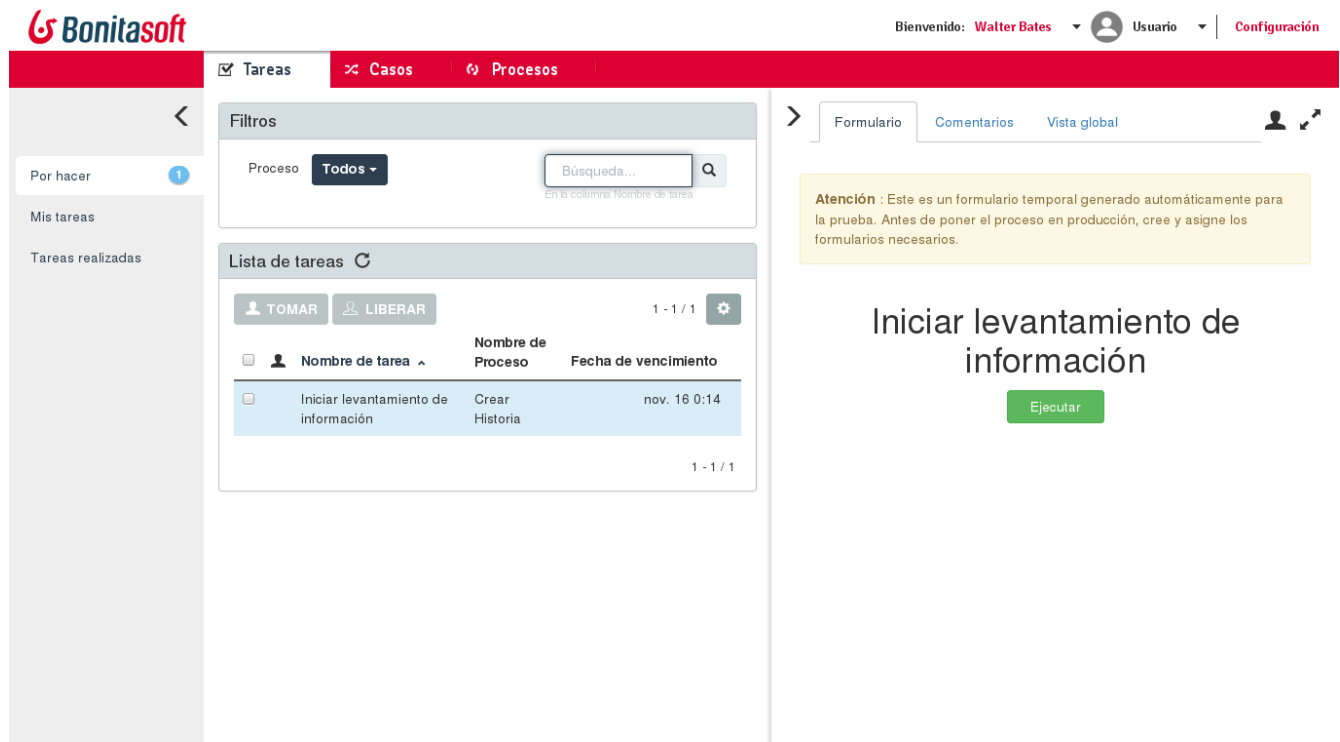 Bonitasoft
Bienvenido: Walter Bates
Usuario
Configuración
Tareas
Casos
Procesos
Por hacer
1
Mis tareas
Tareas realizadas
Filtros
Proceso
Todos
Búsqueda...
En la columna Nombre de tarea
Lista de tareas
TOMAR
LIBERAR
1 - 1 / 1
Nombre de tarea
Nombre de
Proceso
Fecha de vencimiento
Iniciar levantamiento de
información
Crear
Historia
nov. 16 0:14
1 - 1 / 1
Formulario
Comentarios
Vista global
Atención : Este es un formulario temporal generado automáticamente para
la prueba. Antes de poner el proceso en producción, cree y asigne los
formularios necesarios.
Iniciar levantamiento de
información
Ejecutar